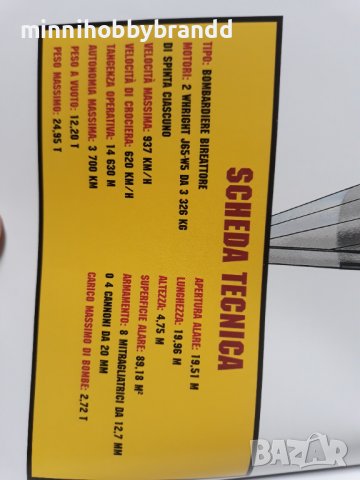 minnihobbybrandd
SCHEDA TECNICA
TIPO: BOMBARDIERE BIREATTORE
MOTORI: 2 WHRIGHT J65-W5 DA 3 326 KG
DI SPINTA CIASCUNO
VELOCITÀ MASSIMA: 937 KM/H
VELOCITÀ DI CROCIERA: 620 KM/H
TANGENZA OPERATIVA: 14 630 M
AUTONOMIA MASSIMA: 3 700 KM
PESO A VUOTO: 12,20 T
PESO MASSIMO: 24,95 T
APERTURA ALARE: 19,51 M
LUNGHEZZA: 19,96 M
ALTEZZA: 4,75 M
SUPERFICIE ALARE: 89,18 M²
ARMAMENTO: 8 MITRAGLIATRICI DA 12,7 MM
O 4 CANNONI DA 20 MM
CARICO MASSIMO DI BOMBE: 2,72 T
bazar